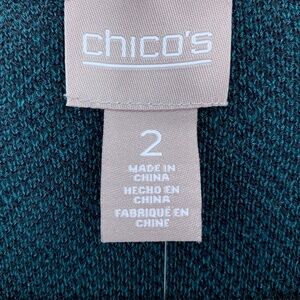 chico's
2
MADE IN
CHINA
HECHO EN
CHINA
FABRIQUÉ EN
CHINE